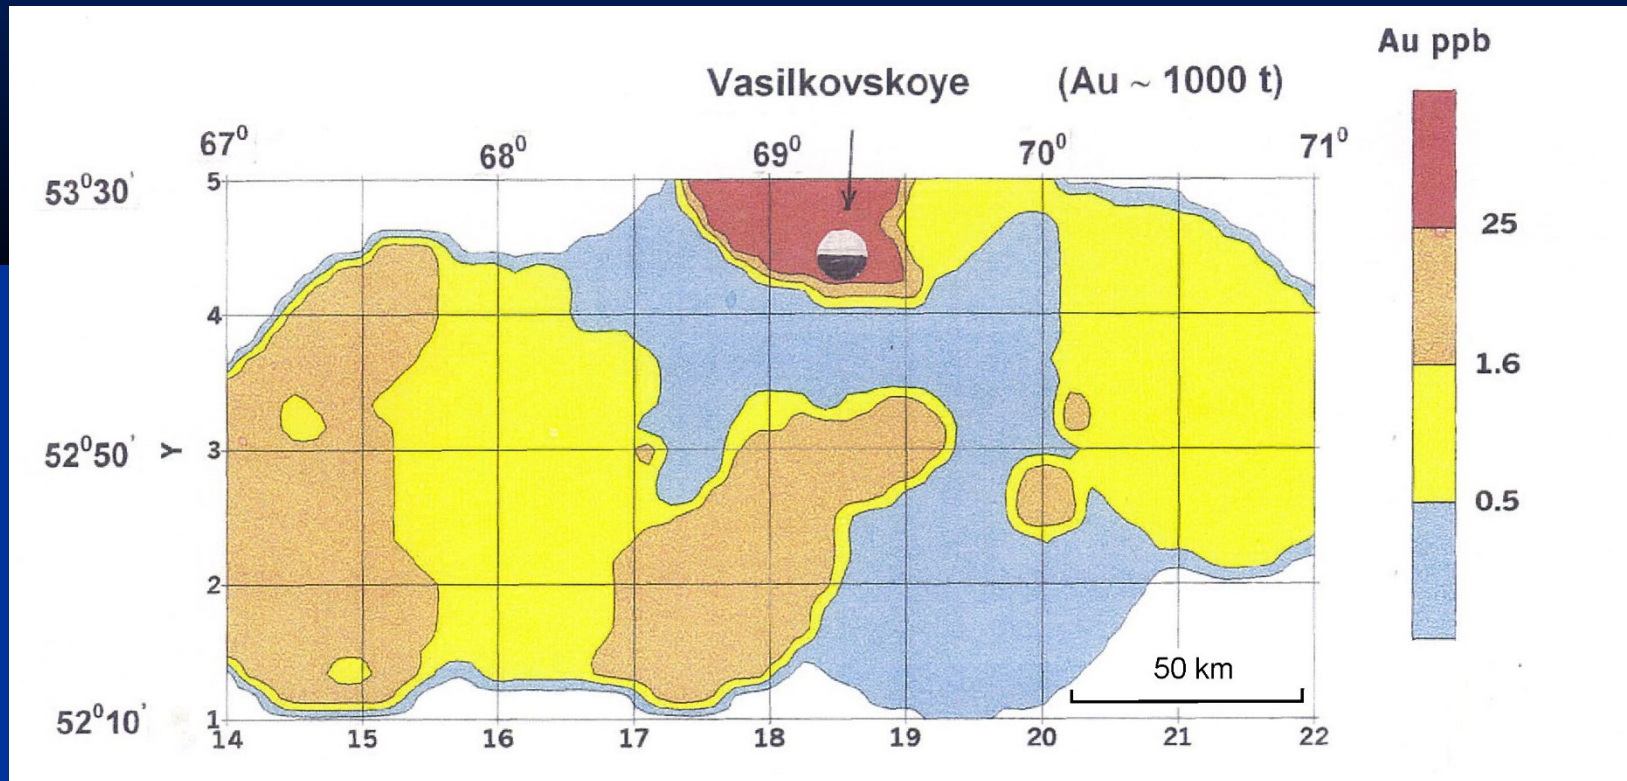 Au ppb
Vasilkovskoye (Au ~ 1000 t)
67⁰ 68⁰ 69⁰ 70⁰ 71⁰
53⁰30' 5
25
4
1.6
52⁰50' Y 3
0.5
2
50 km
52⁰10' 1
14 15 16 17 18 19 20 21 22